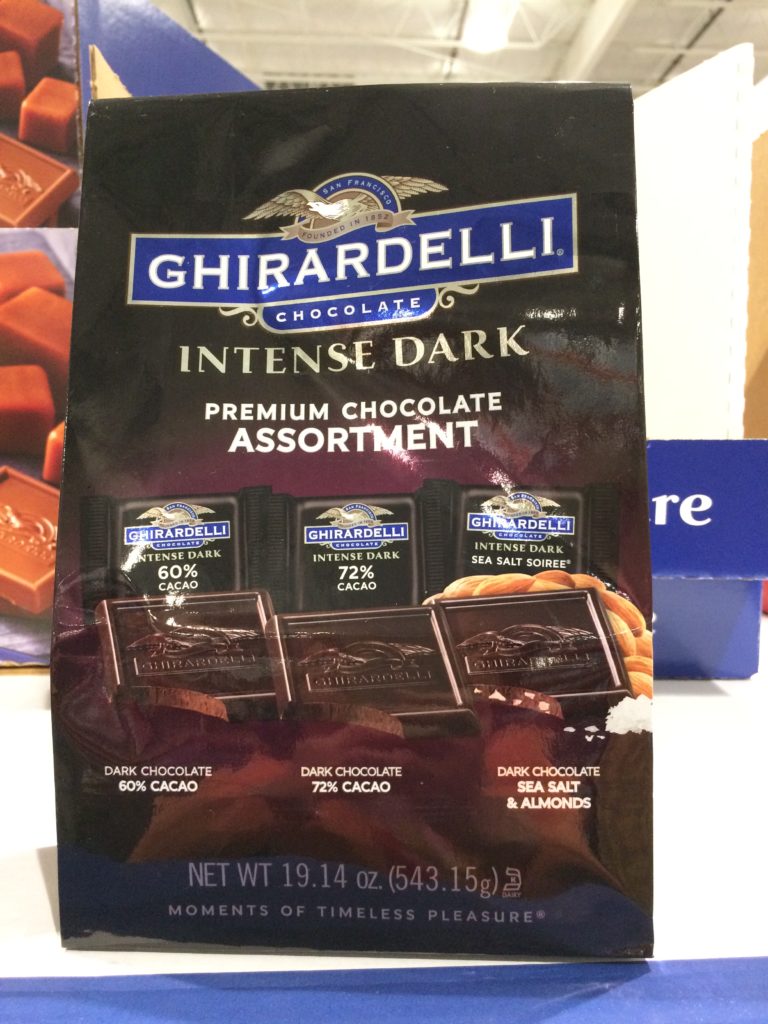 SAN FRANCISCO
FOUNDED IN 1852
GHIRARDELLI®
CHOCOLATE
INTENSE DARK
PREMIUM CHOCOLATE
ASSORTMENT
GHIRARDELLI
CHOCOLATE
INTENSE DARK
60%
CACAO
GHIRARDELLI
CHOCOLATE
INTENSE DARK
72%
CACAO
GHIRARDELLI
CHOCOLATE
INTENSE DARK
SEA SALT SOIREE®
re
GHIRARDELLI
GHIRARDELLI
GHIRARDELLI
DARK CHOCOLATE
60% CACAO
DARK CHOCOLATE
72% CACAO
DARK CHOCOLATE
SEA SALT
& ALMONDS
NET WT 19.14 oz. (543.15g)
K
DAIRY
MOMENTS OF TIMELESS PLEASURE®